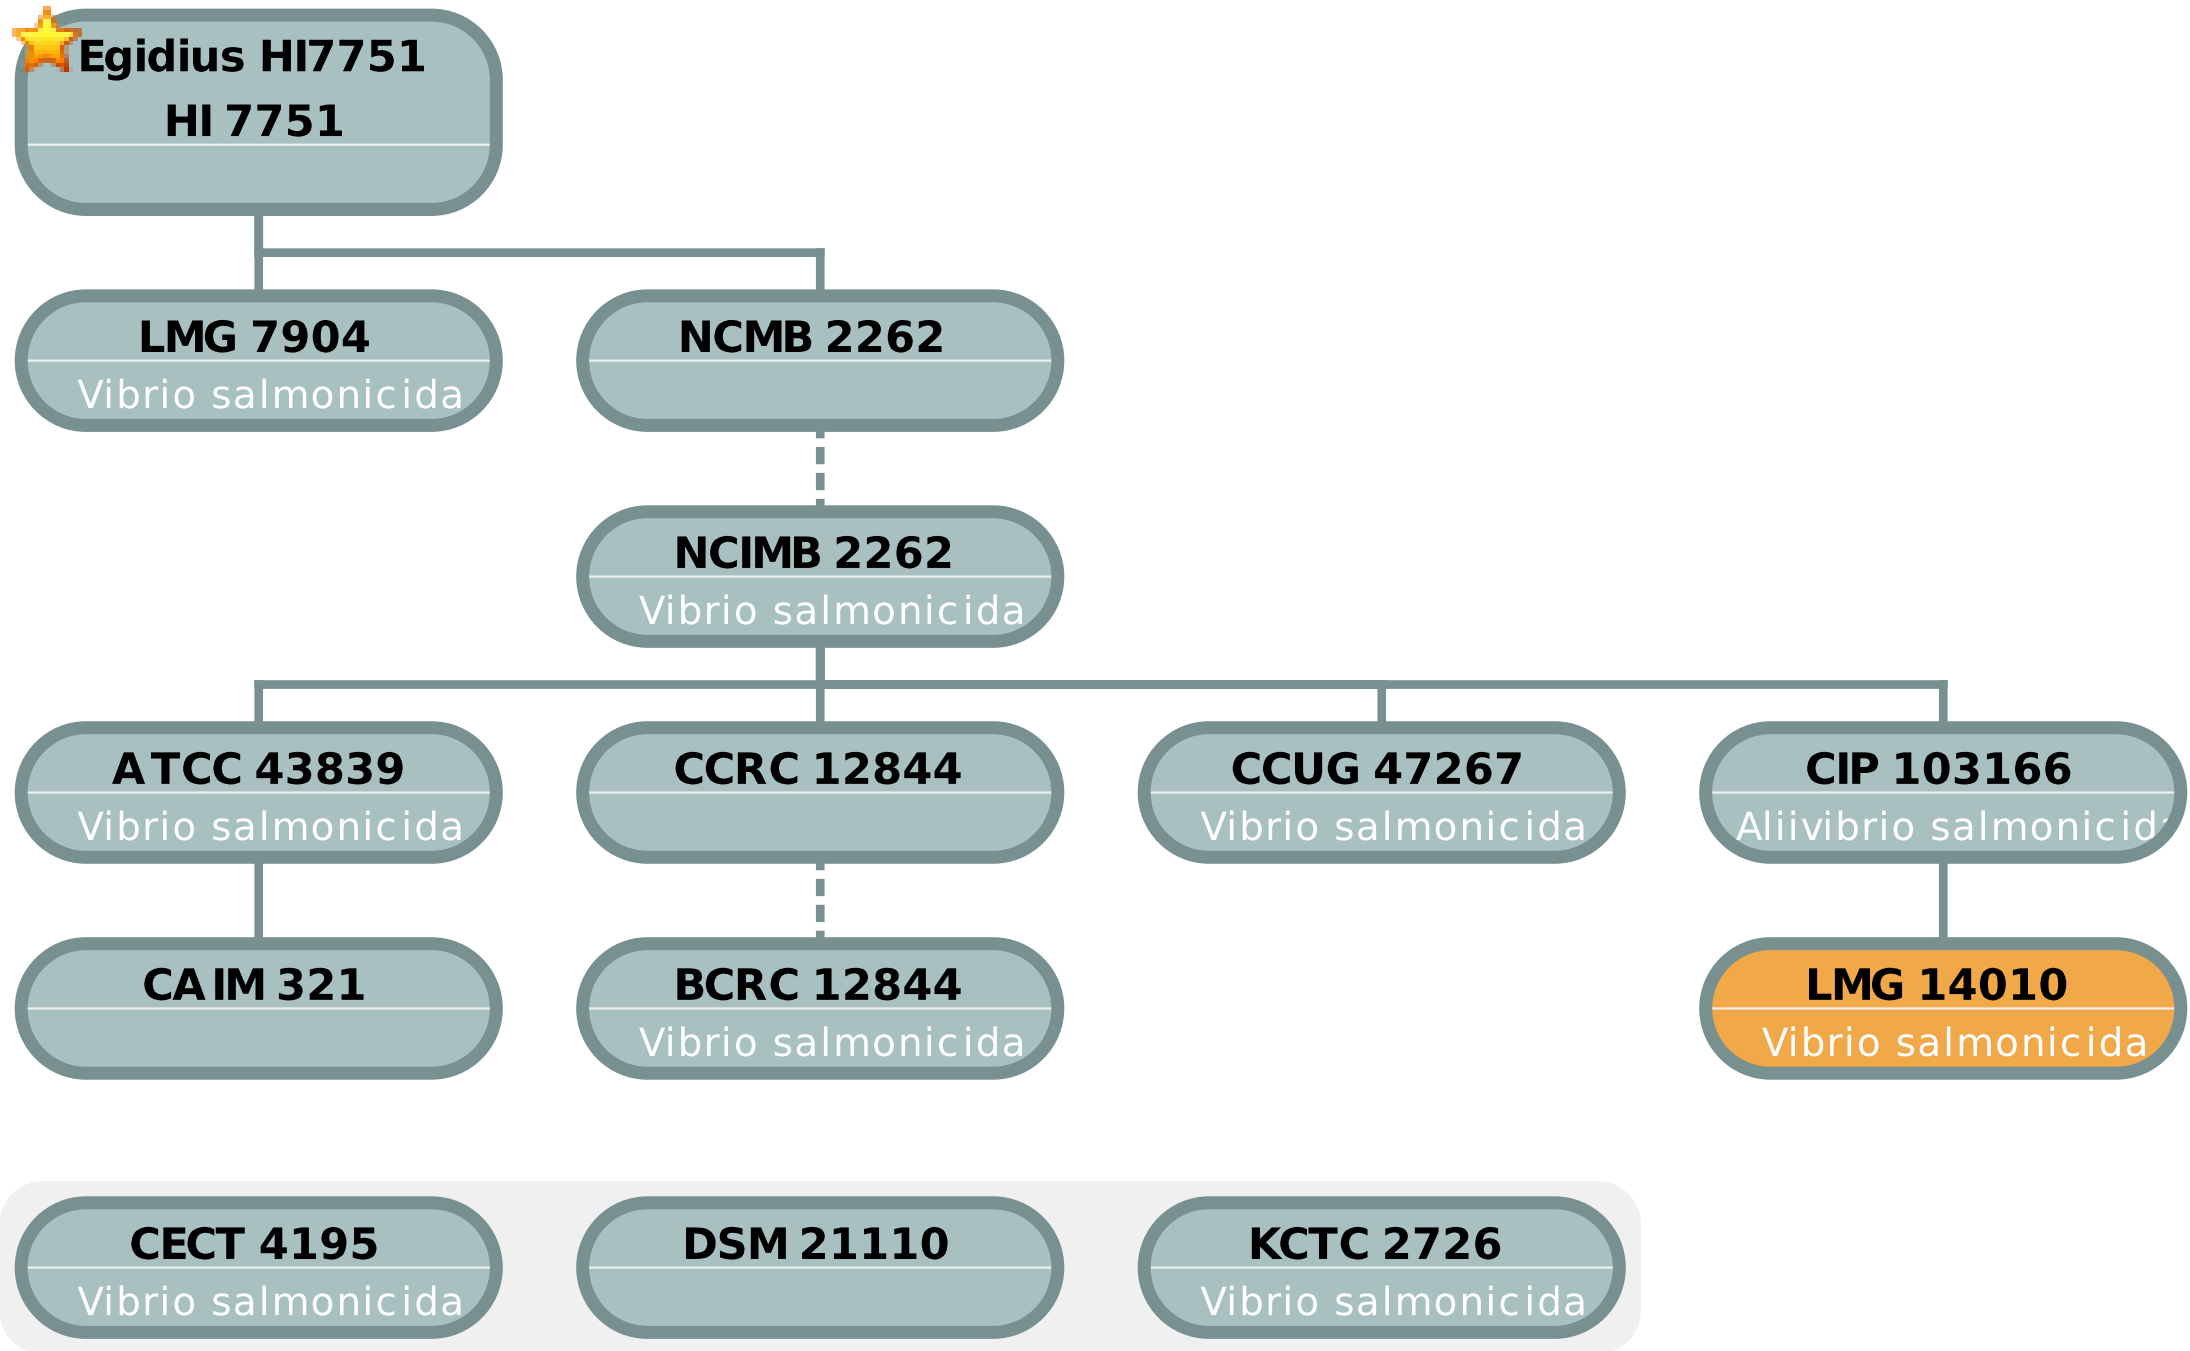 Egidius HI7751
HI 7751
LMG 7904
Vibrio salmonicida
NCMB 2262
NCIMB 2262
Vibrio salmonicida
ATCC 43839
Vibrio salmonicida
CCRC 12844
CCUG 47267
Vibrio salmonicida
CIP 103166
Aliivibrio salmonicida
CAIM 321
BCRC 12844
Vibrio salmonicida
LMG 14010
Vibrio salmonicida
CECT 4195
Vibrio salmonicida
DSM 21110
KCTC 2726
Vibrio salmonicida